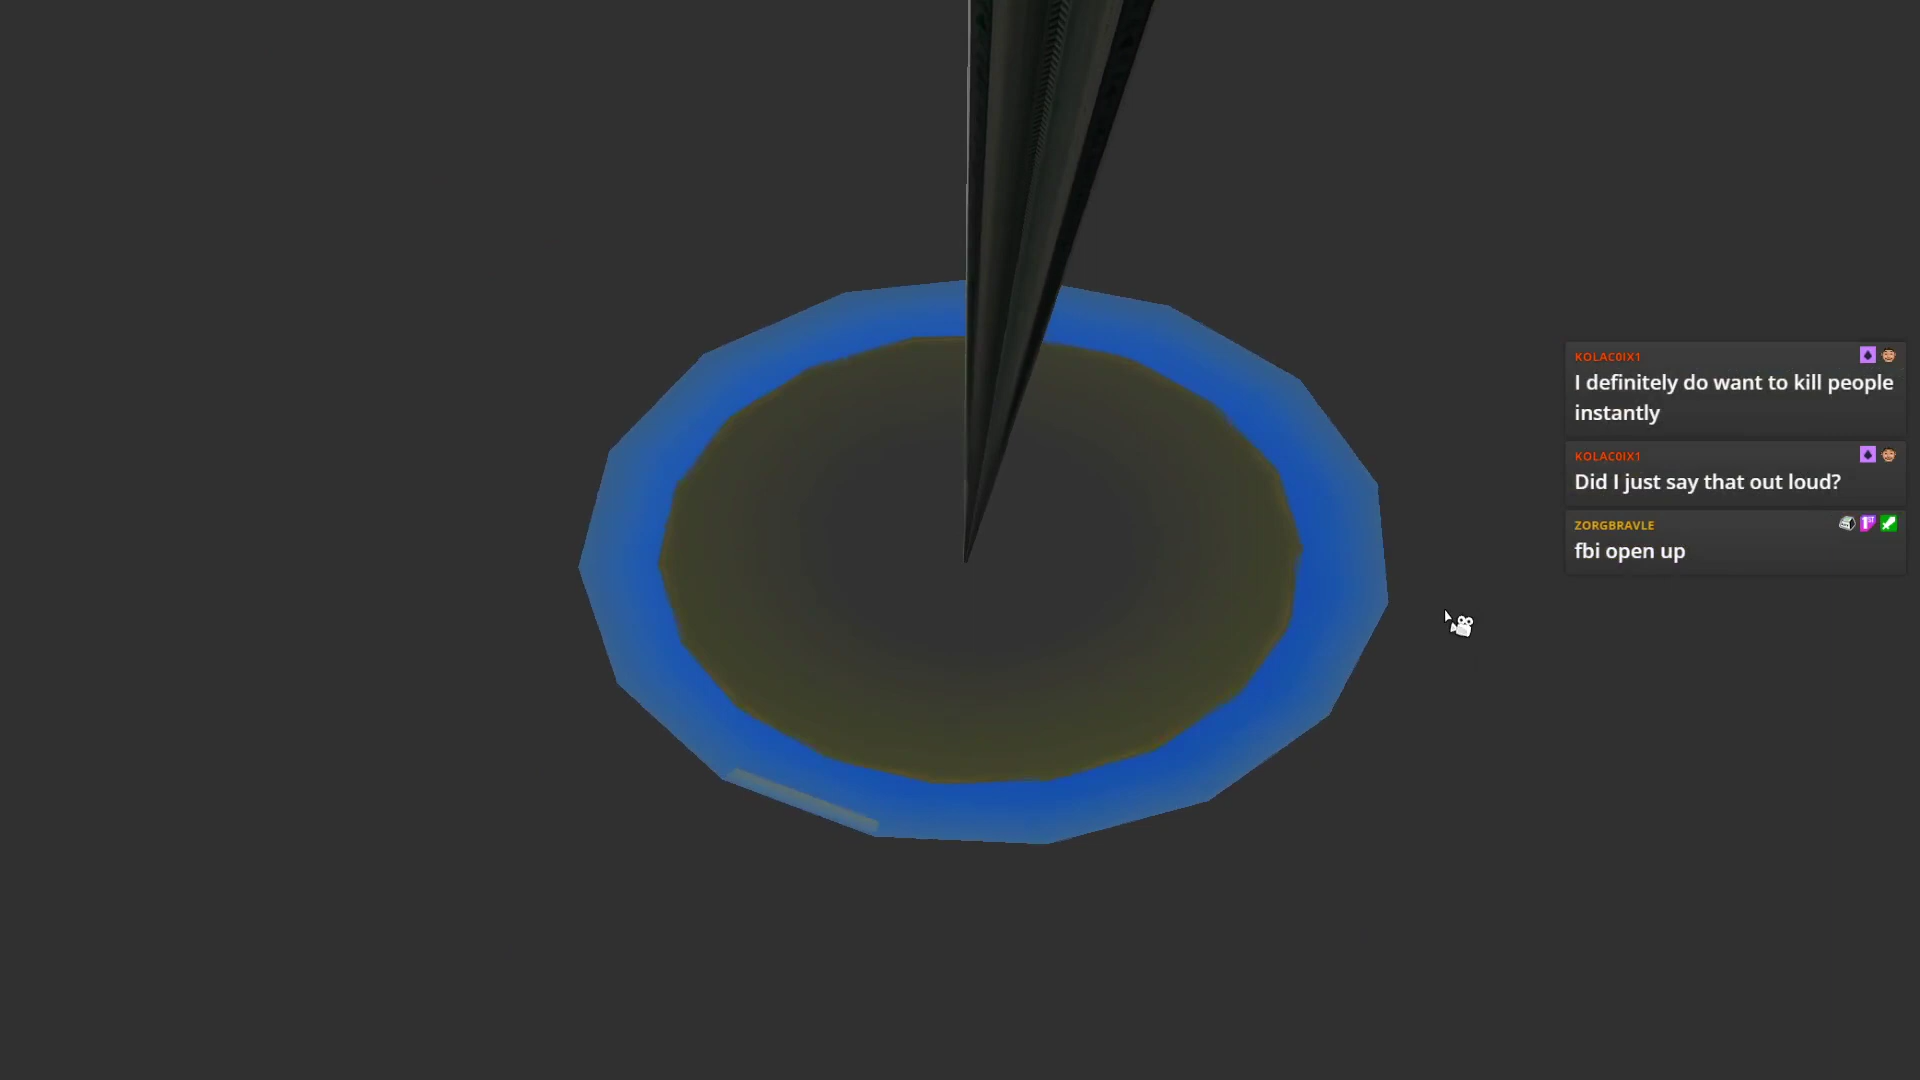 KOLAC0IX1
I definitely do want to kill people
instantly
KOLAC0IX1
Did I just say that out loud?
ZORGBRAVLE
1ST
fbi open up